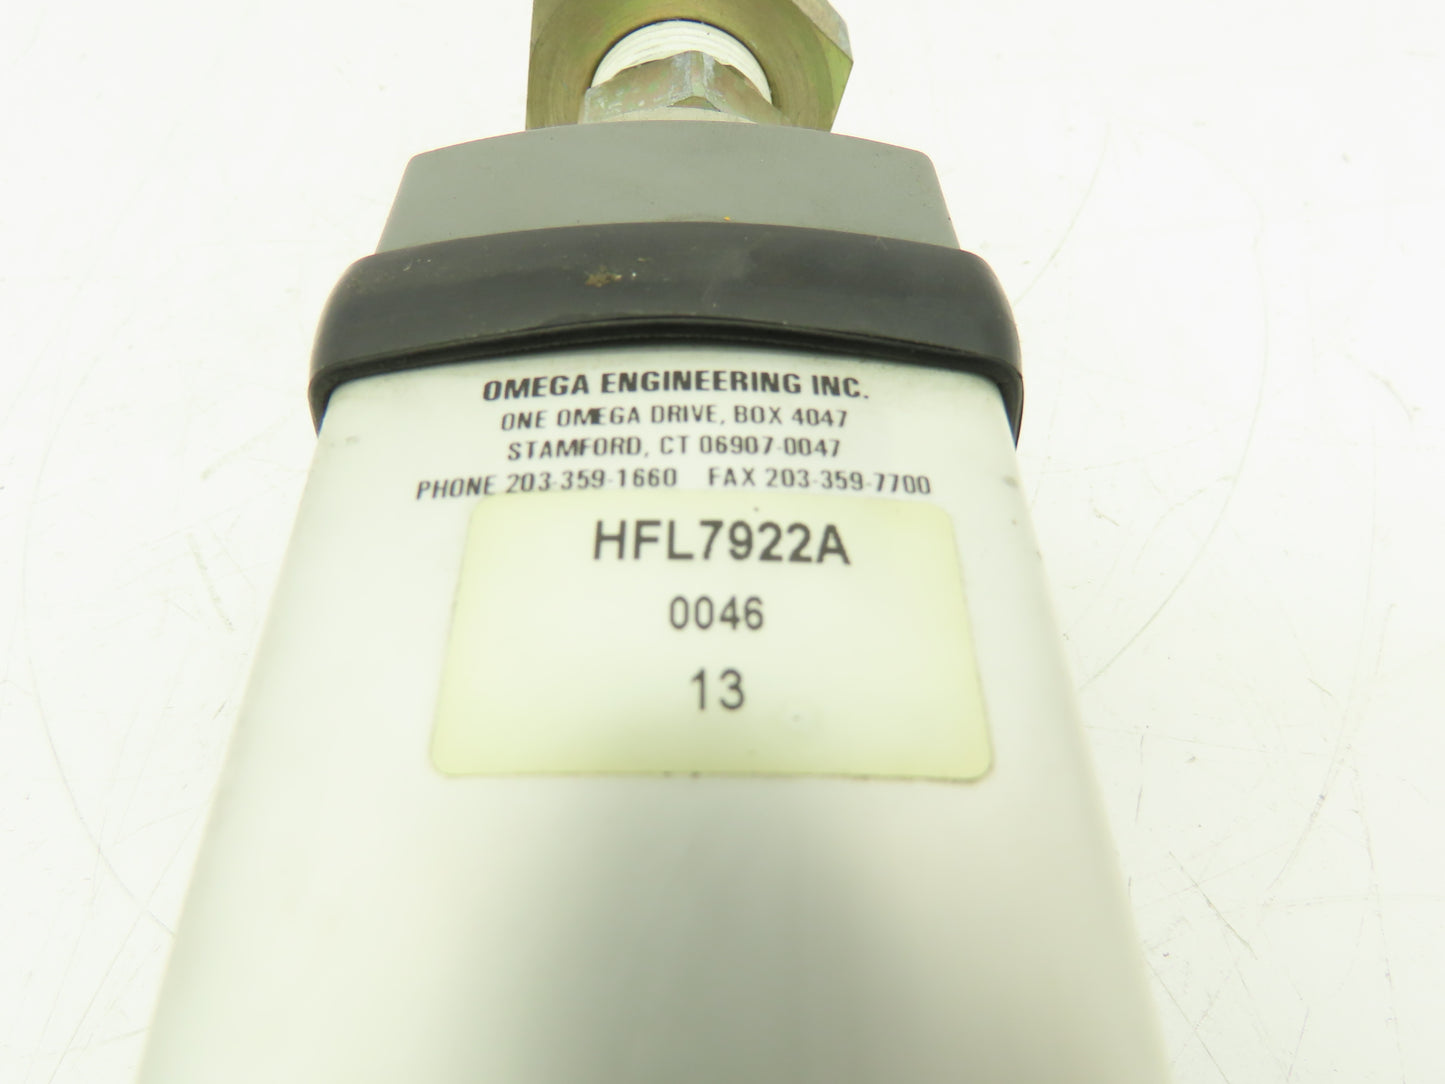 OMEGA ENGINEERING INC.
ONE OMEGA DRIVE, BOX 4047
STAMFORD, CT 06907-0047
PHONE 203-359-1660 FAX 203-359-7700
HFL7922A
0046
13